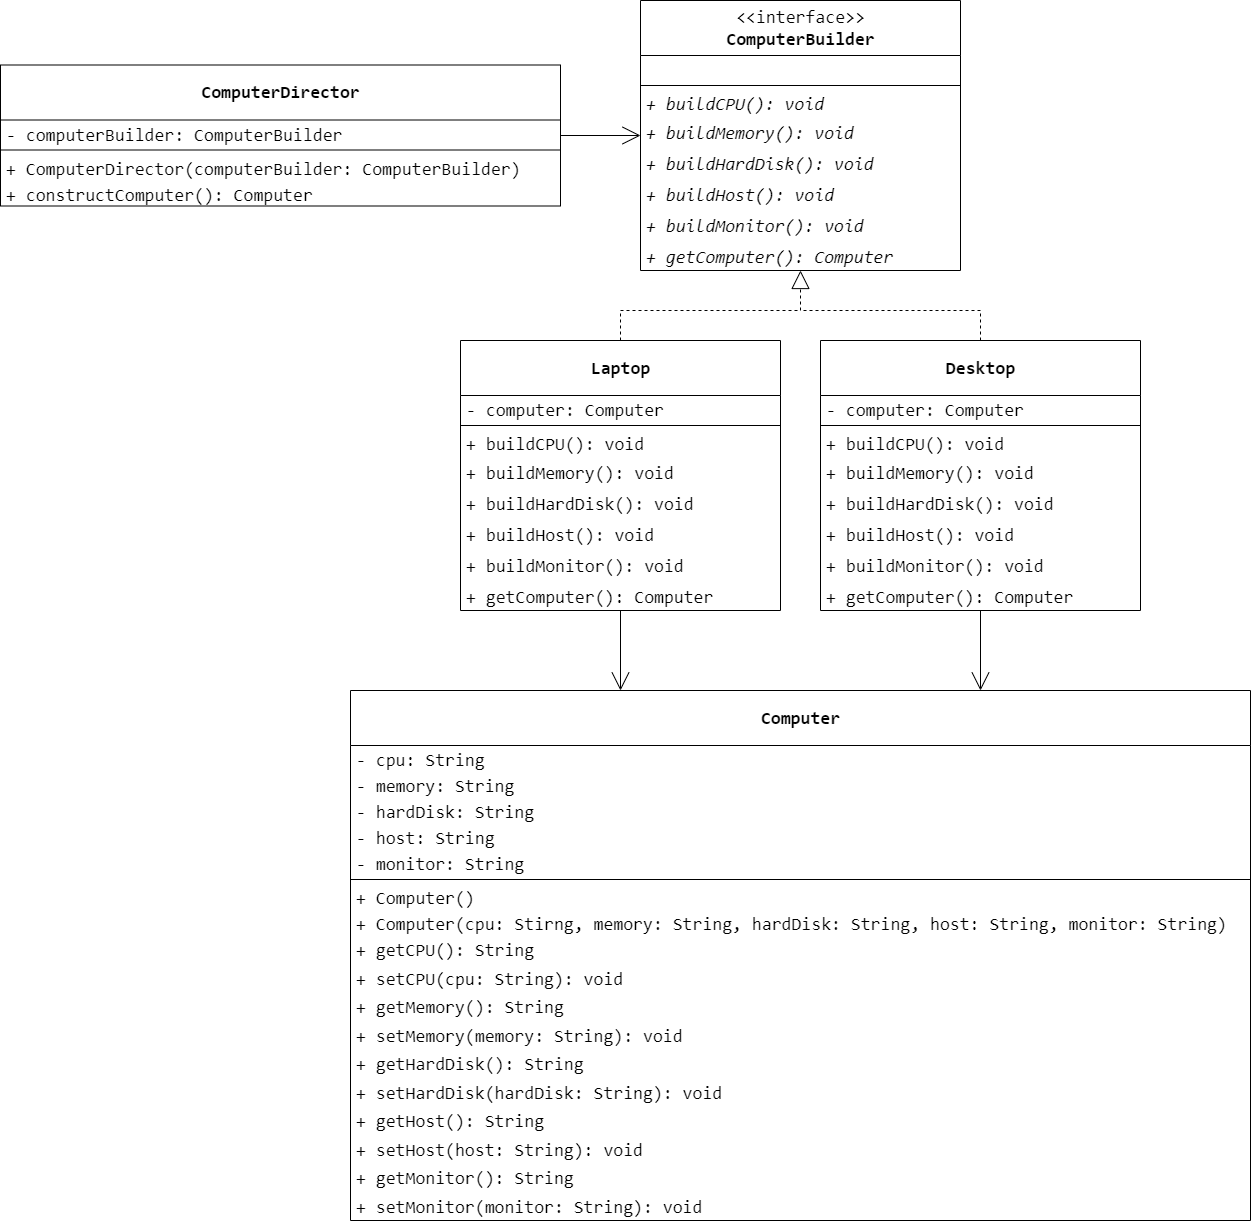 <<interface>>
ComputerBuilder
+ buildCPU(): void
+ buildMemory(): void
+ buildHardDisk(): void
+ buildHost(): void
+ buildMonitor(): void
+ getComputer(): Computer
ComputerDirector
- computerBuilder: ComputerBuilder
+ ComputerDirector(computerBuilder: ComputerBuilder)
+ constructComputer(): Computer
Laptop
- computer: Computer
+ buildCPU(): void
+ buildMemory(): void
+ buildHardDisk(): void
+ buildHost(): void
+ buildMonitor(): void
+ getComputer(): Computer
Desktop
- computer: Computer
+ buildCPU(): void
+ buildMemory(): void
+ buildHardDisk(): void
+ buildHost(): void
+ buildMonitor(): void
+ getComputer(): Computer
Computer
- cpu: String
- memory: String
- hardDisk: String
- host: String
- monitor: String
+ Computer()
+ Computer(cpu: Stirng, memory: String, hardDisk: String, host: String, monitor: String)
+ getCPU(): String
+ setCPU(cpu: String): void
+ getMemory(): String
+ setMemory(memory: String): void
+ getHardDisk(): String
+ setHardDisk(hardDisk: String): void
+ getHost(): String
+ setHost(host: String): void
+ getMonitor(): String
+ setMonitor(monitor: String): void